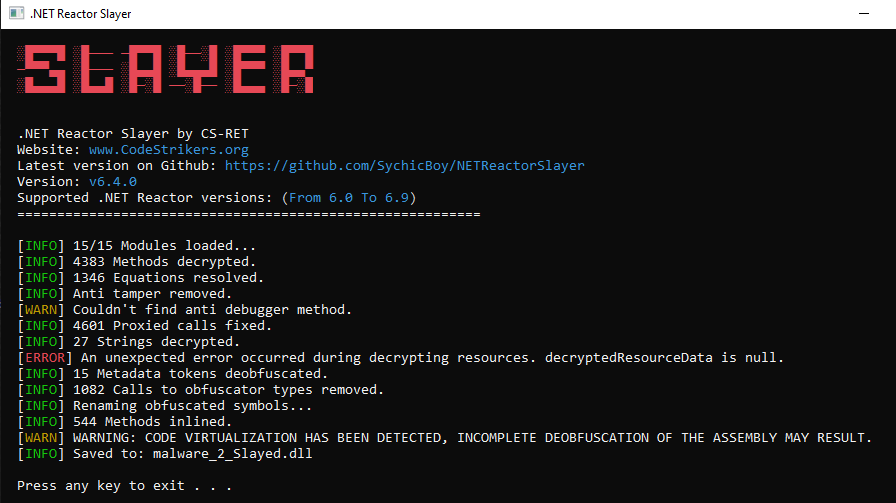 .NET Reactor Slayer
SLAYER
.NET Reactor Slayer by CS-RET
Website: www.CodeStrikers.org
Latest version on Github: https://github.com/SychicBoy/NETReactorSlayer
Version: v6.4.0
Supported .NET Reactor versions: (From 6.0 To 6.9)
==========================================================
[INFO] 15/15 Modules loaded...
[INFO] 4383 Methods decrypted.
[INFO] 1346 Equations resolved.
[INFO] Anti tamper removed.
[WARN] Couldn't find anti debugger method.
[INFO] 4601 Proxied calls fixed.
[INFO] 27 Strings decrypted.
[ERROR] An unexpected error occurred during decrypting resources. decryptedResourceData is null.
[INFO] 15 Metadata tokens deobfuscated.
[INFO] 1082 Calls to obfuscator types removed.
[INFO] Renaming obfuscated symbols...
[INFO] 544 Methods inlined.
[WARN] WARNING: CODE VIRTUALIZATION HAS BEEN DETECTED, INCOMPLETE DEOBFUSCATION OF THE ASSEMBLY MAY RESULT.
[INFO] Saved to: malware_2_Slayed.dll
Press any key to exit . . .